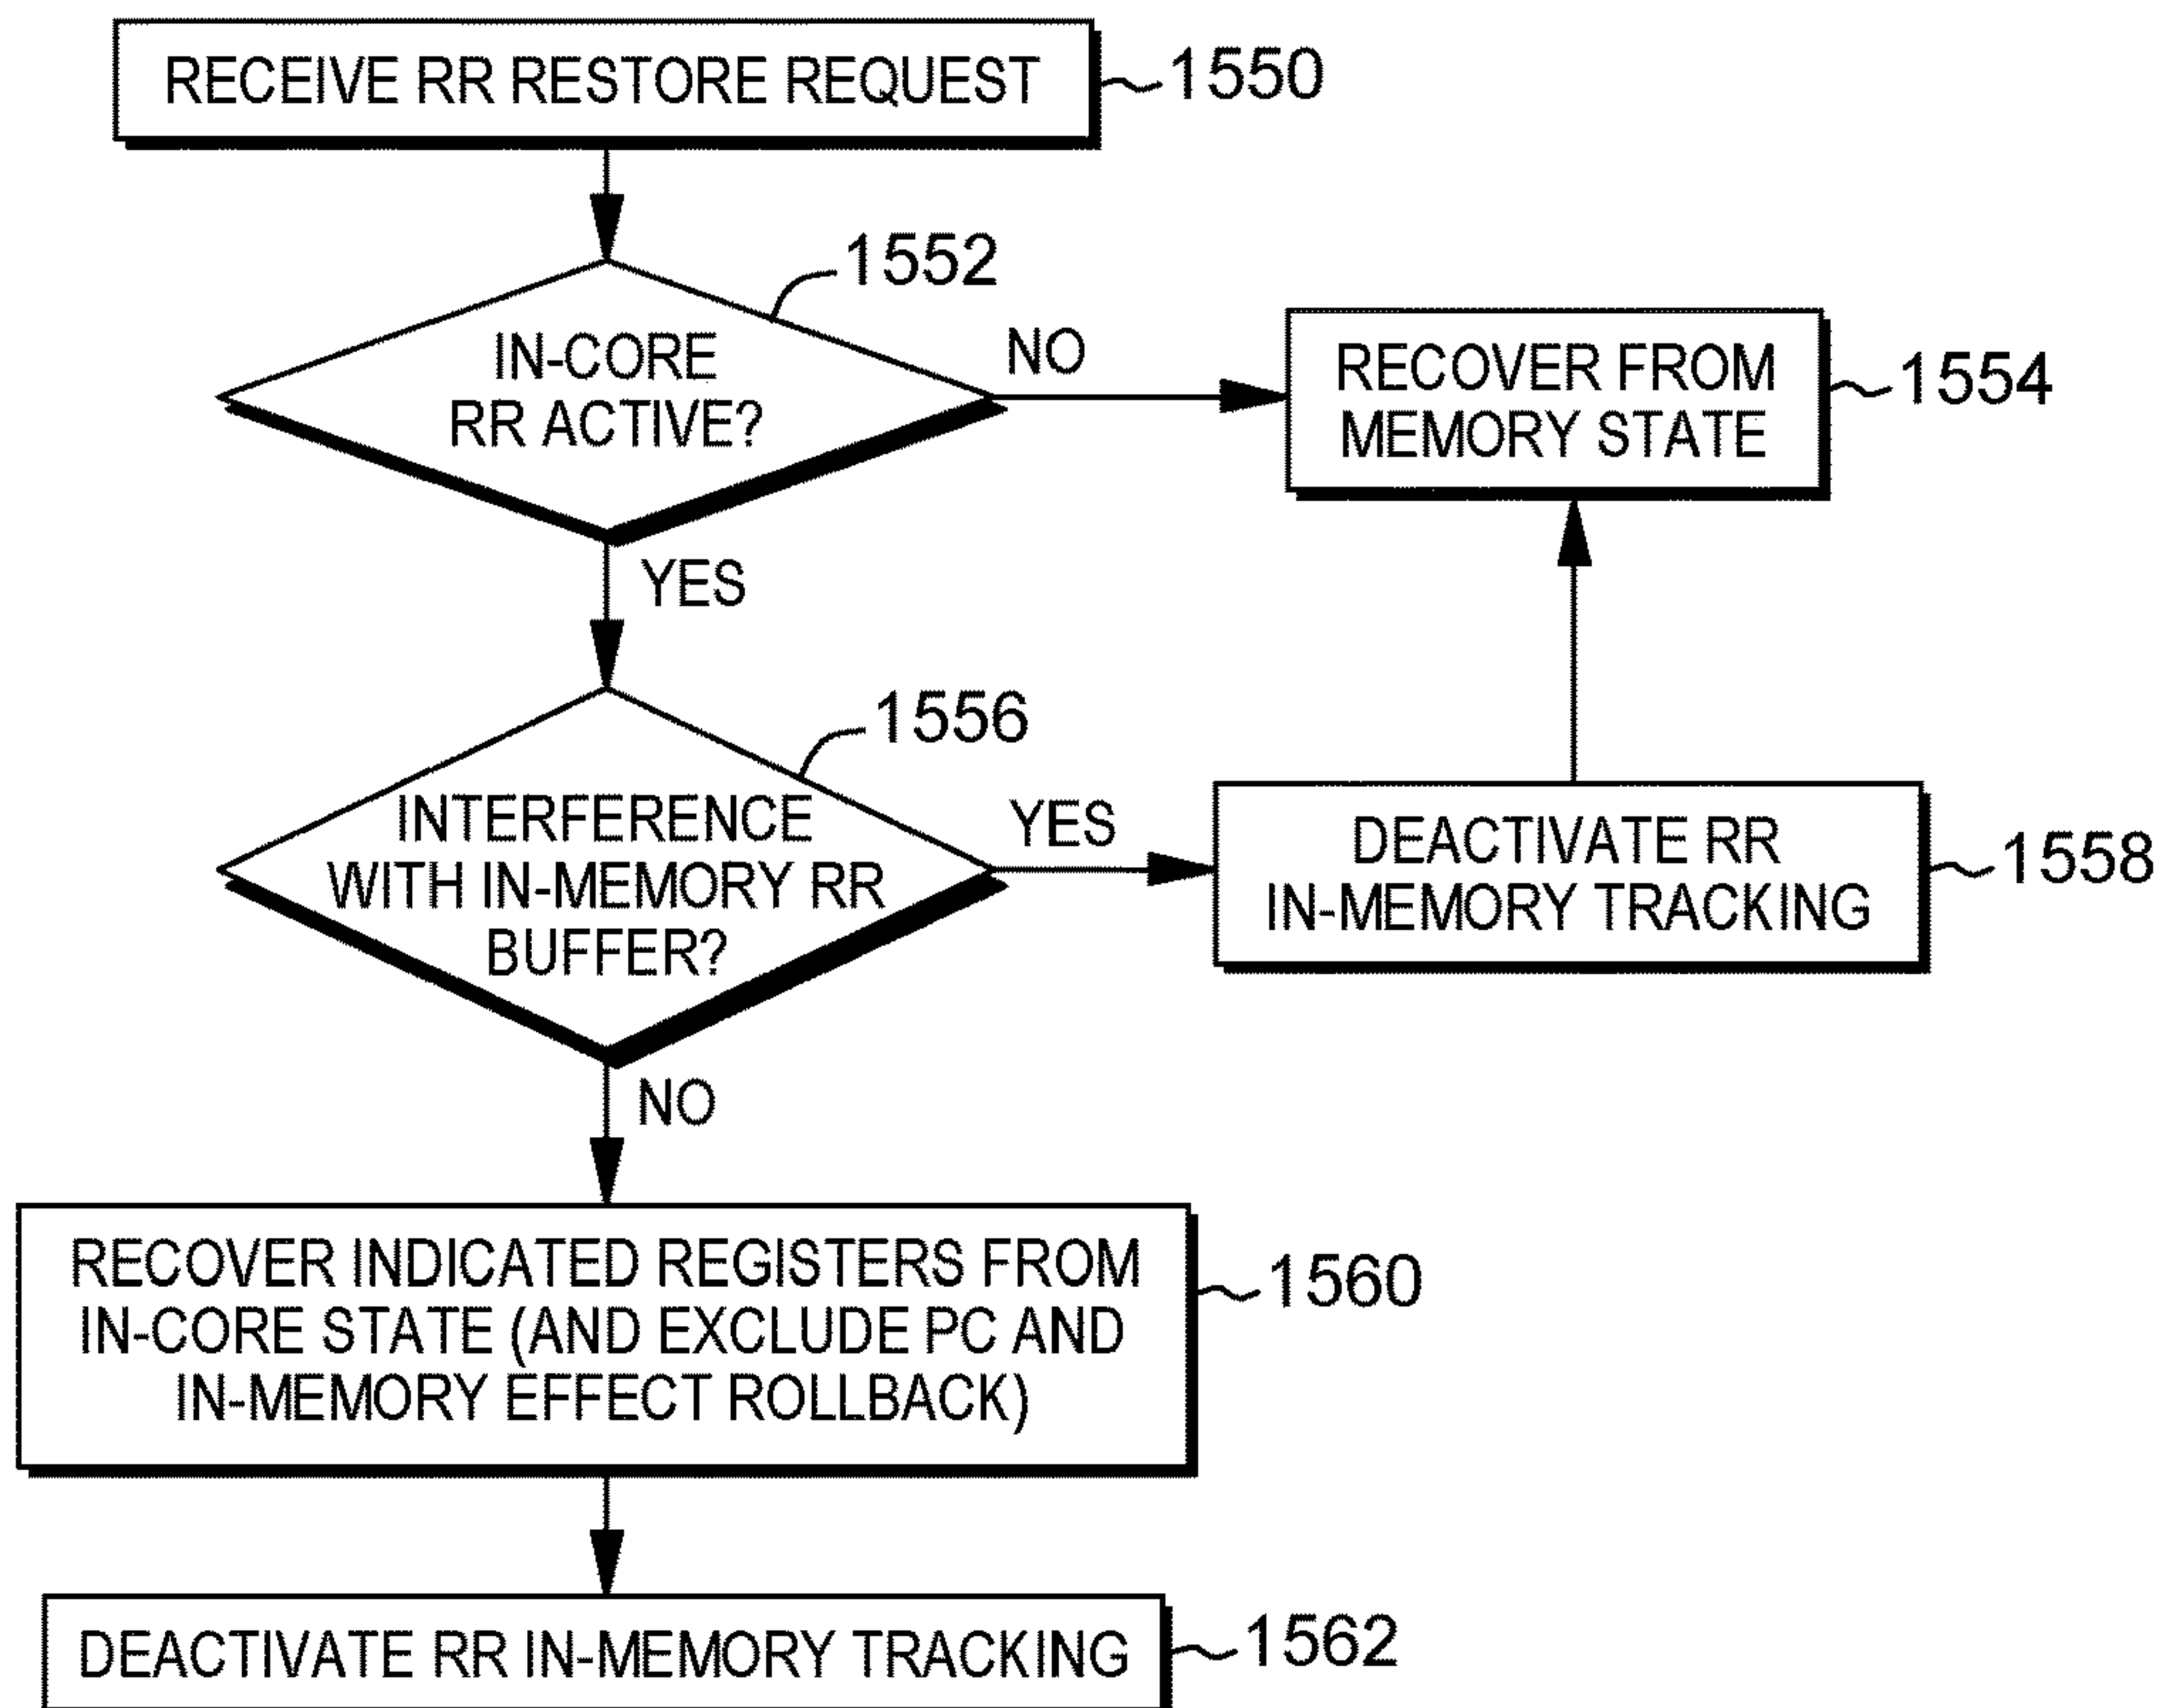 RECEIVE RR RESTORE REQUEST
1550
1552
IN-CORE
RR ACTIVE?
NO
RECOVER FROM
MEMORY STATE
1554
YES
1556
INTERFERENCE
WITH IN-MEMORY RR
BUFFER?
YES
DEACTIVATE RR
IN-MEMORY TRACKING
1558
NO
RECOVER INDICATED REGISTERS FROM
IN-CORE STATE (AND EXCLUDE PC AND
IN-MEMORY EFFECT ROLLBACK)
1560
DEACTIVATE RR IN-MEMORY TRACKING
1562